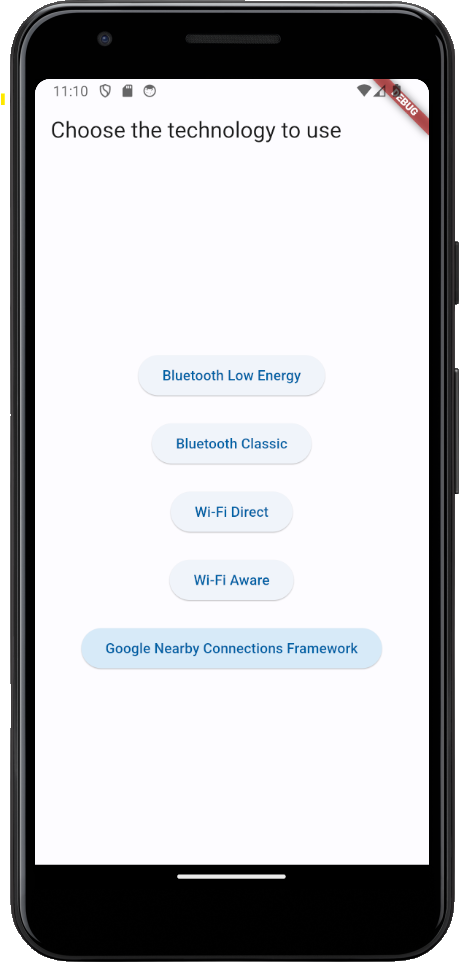 11:10
Choose the technology to use
Bluetooth Low Energy
Bluetooth Classic
Wi-Fi Direct
Wi-Fi Aware
Google Nearby Connections Framework